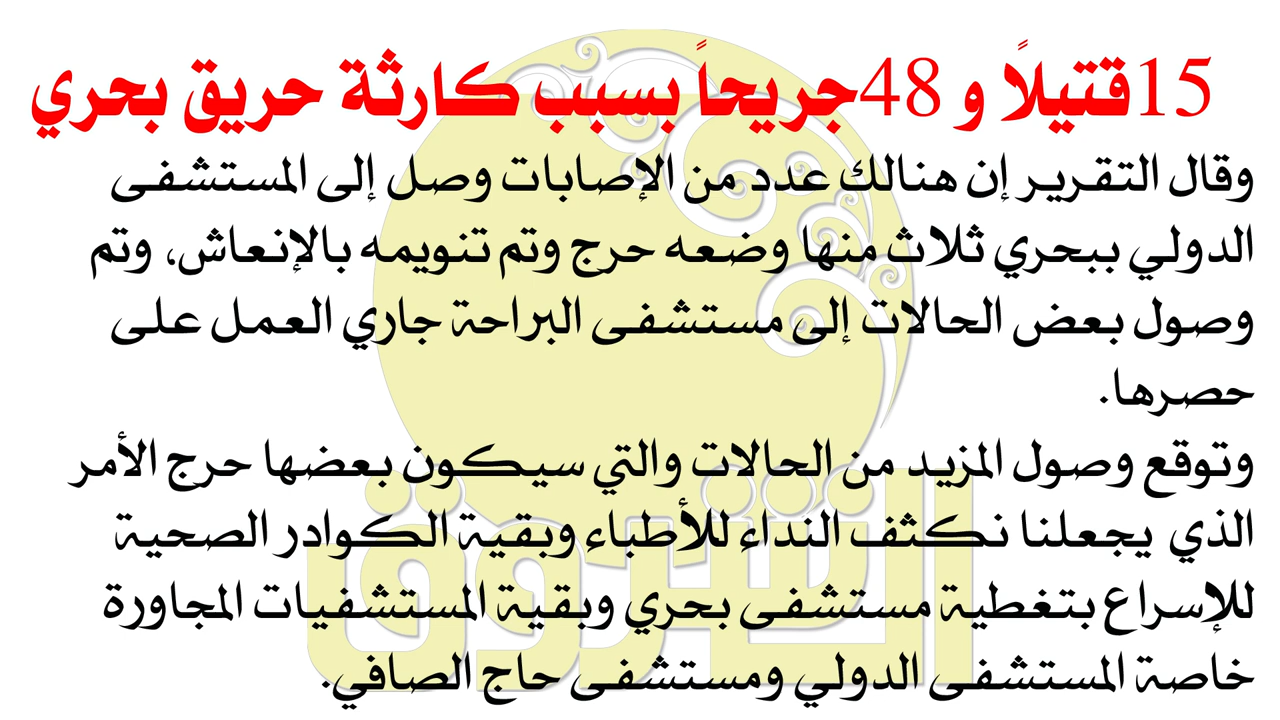 15قتيلاً و 48جريحاً بسبب كارثة حريق بحري
وقال التقرير إن هنالك عدد من الإصابات وصل إلى المستشفى
الدولي ببحري ثلاث منها وضعه حرج وتم تنويمه بالإنعاش، وتم
وصول بعض الحالات إلى مستشفى البراحة جاري العمل على
حصرها.
وتوقع وصول المزيد من الحالات والتي سيكون بعضها حرج الأمر
الذي يجعلنا نكثف النداء للأطباء وبقية الكوادر الصحية
للإسراع بتغطية مستشفى بحري وبقية المستشفيات المجاورة
خاصة المستشفى الدولي ومستشفى حاج الصافي.
الشروق